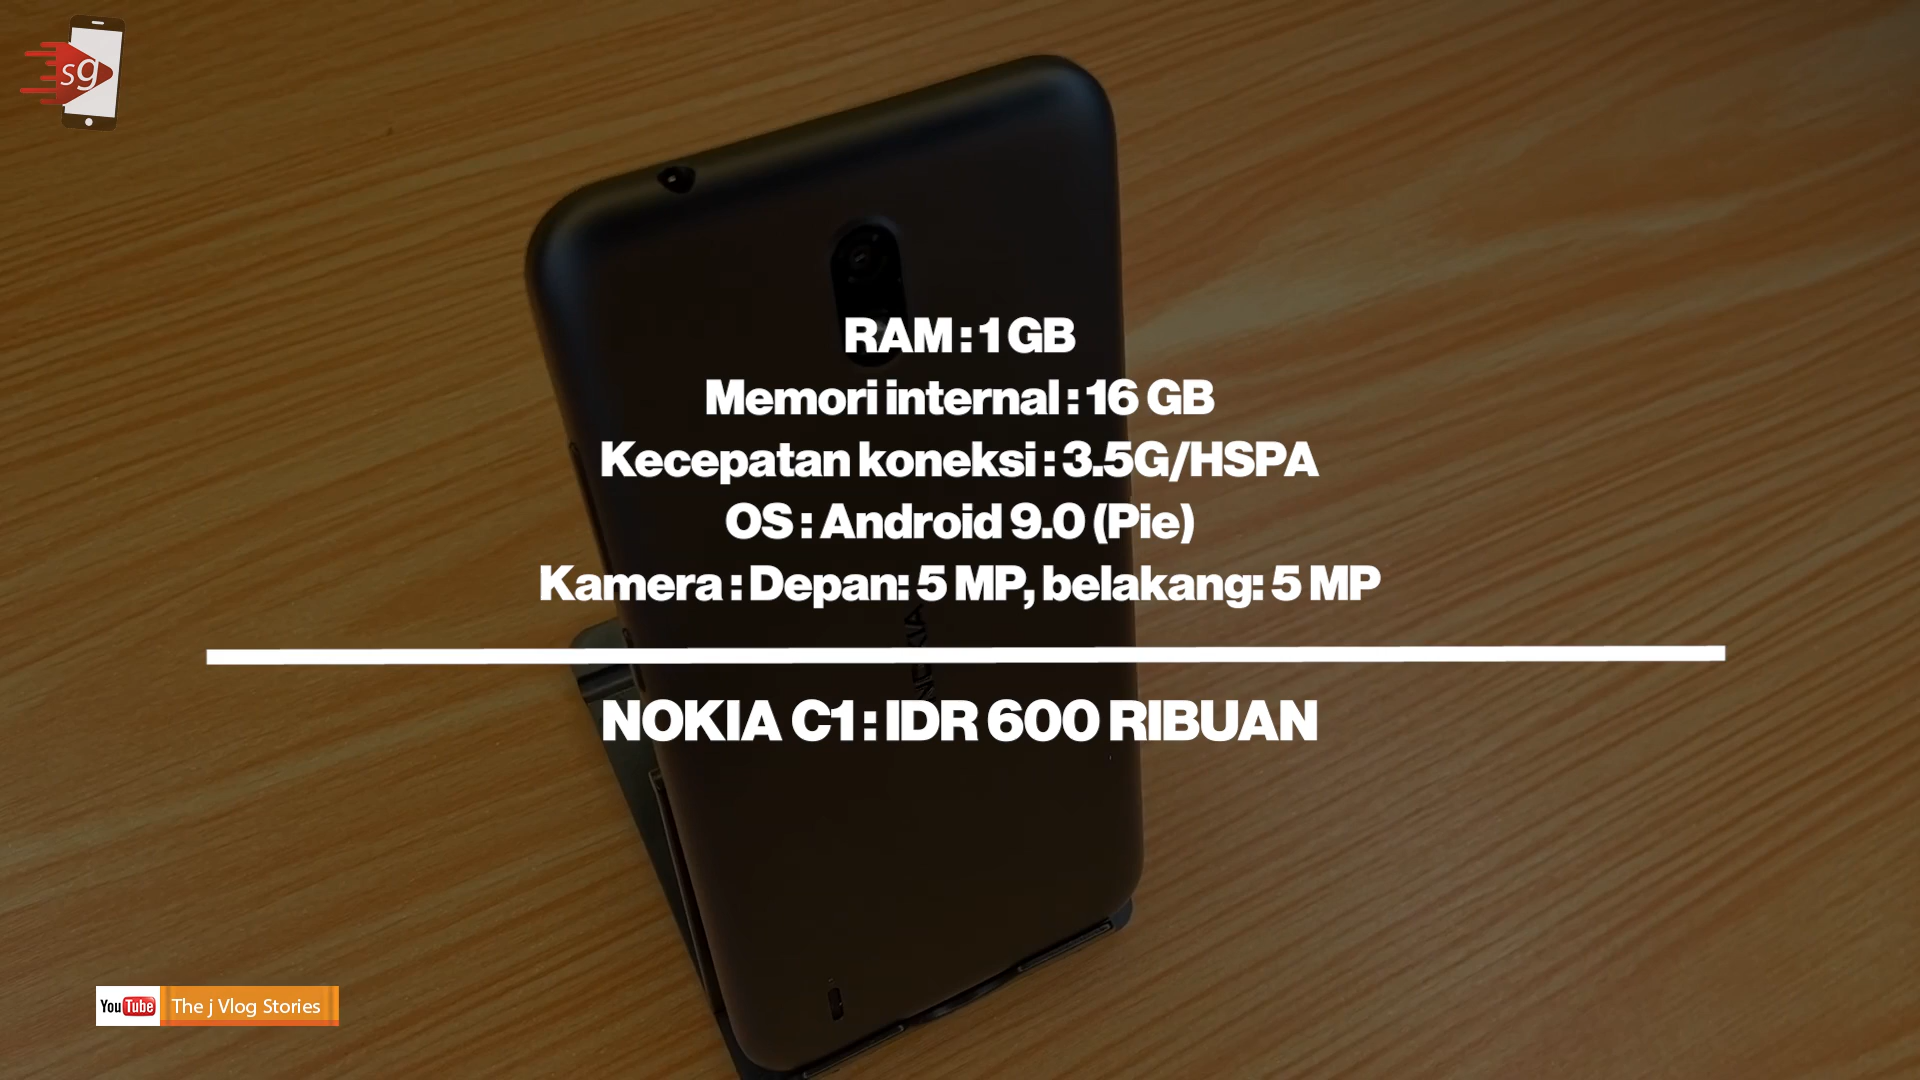 sg
RAM : 1 GB
Memori internal : 16 GB
Kecepatan koneksi : 3.5G/HSPA
OS : Android 9.0 (Pie)
Kamera : Depan: 5 MP, belakang: 5 MP
NOKIA
NOKIA C1 : IDR 600 RIBUAN
YouTube The j Vlog Stories